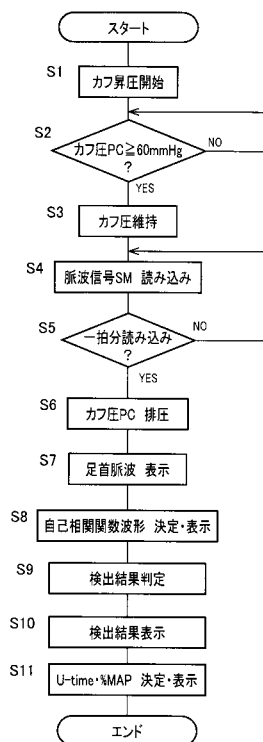 スタート
S1
カフ昇圧開始
S2
カフ圧PC≧60mmHg
?
NO
YES
S3
カフ圧維持
S4
脈波信号SM 読み込み
S5
一拍分読み込み
?
NO
YES
S6
カフ圧PC 排圧
S7
足首脈波 表示
S8
自己相関関数波形 決定・表示
S9
検出結果判定
S10
検出結果表示
S11
U-time・%MAP 決定・表示
エンド